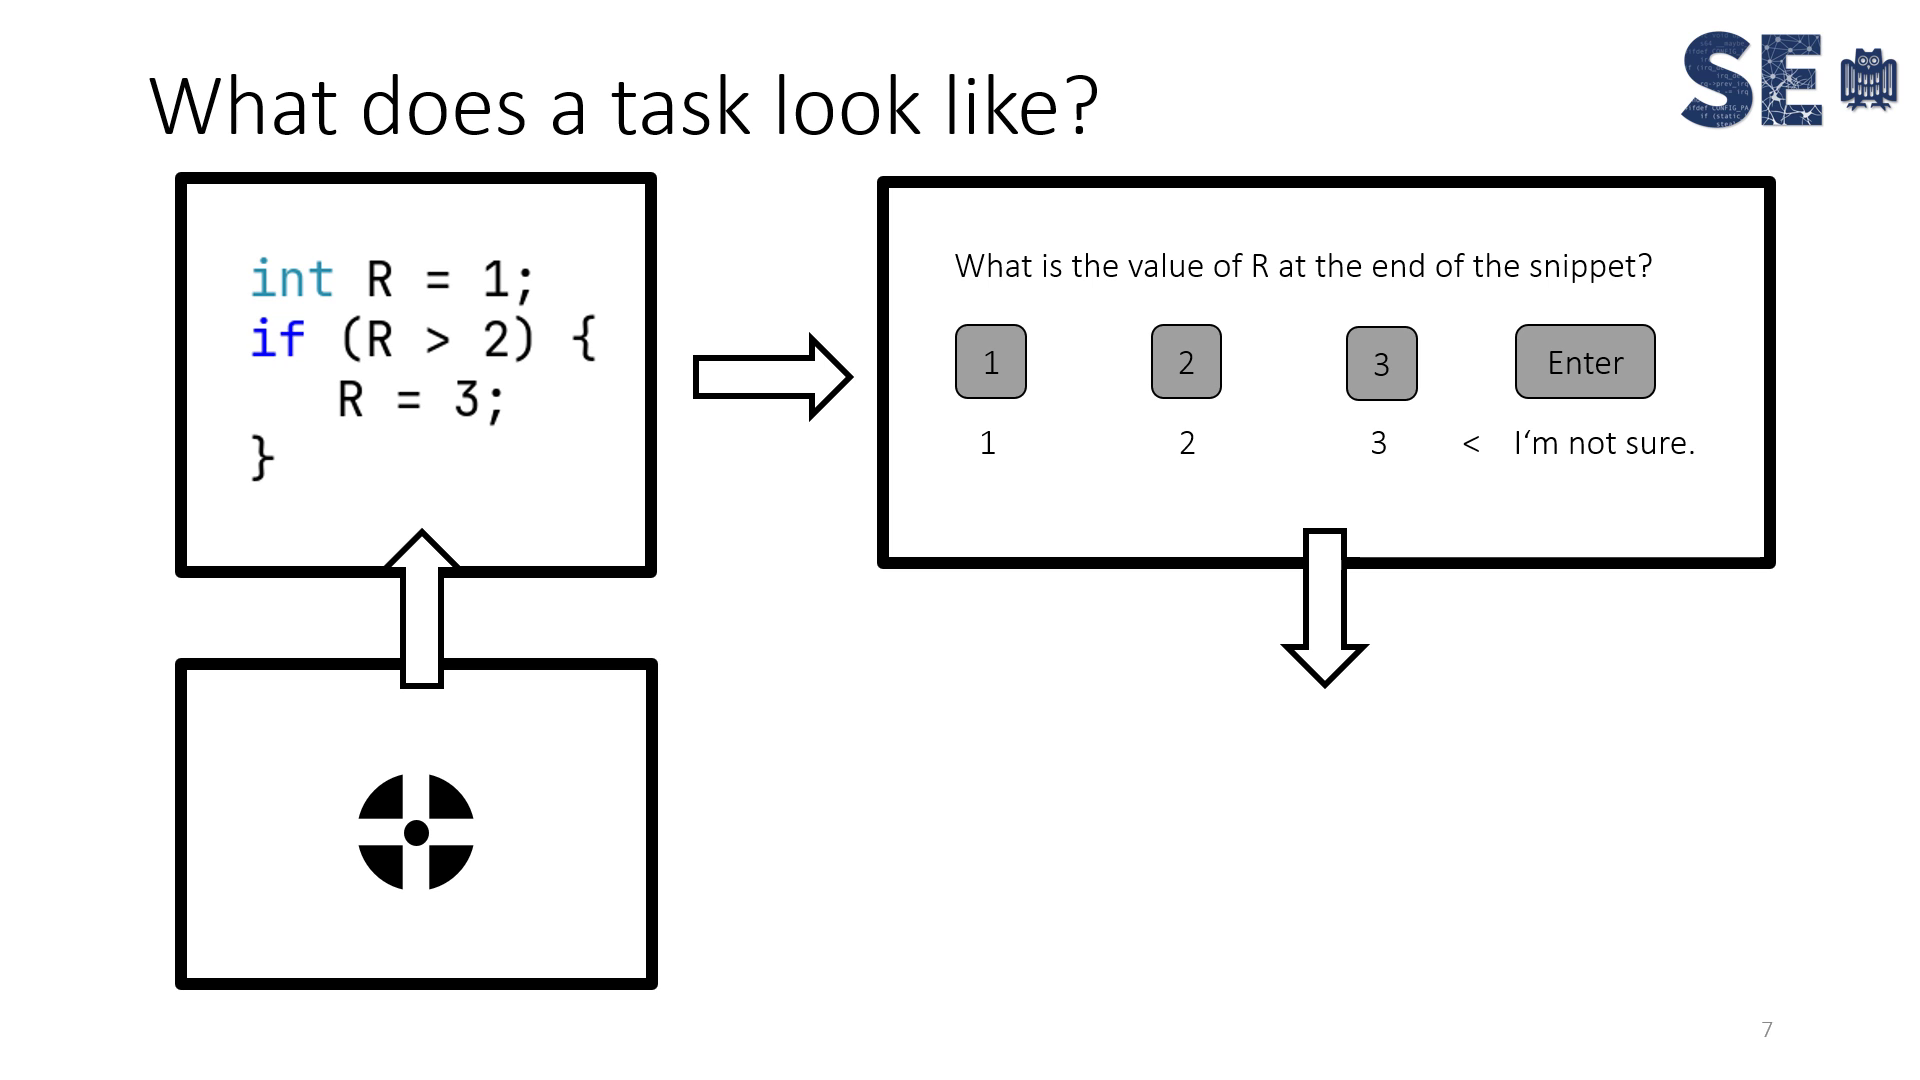 What does a task look like?
SE
int R = 1;
if (R > 2) {
    R = 3;
}
What is the value of R at the end of the snippet?
1 2 3 Enter
1 2 3 < I‘m not sure.
7